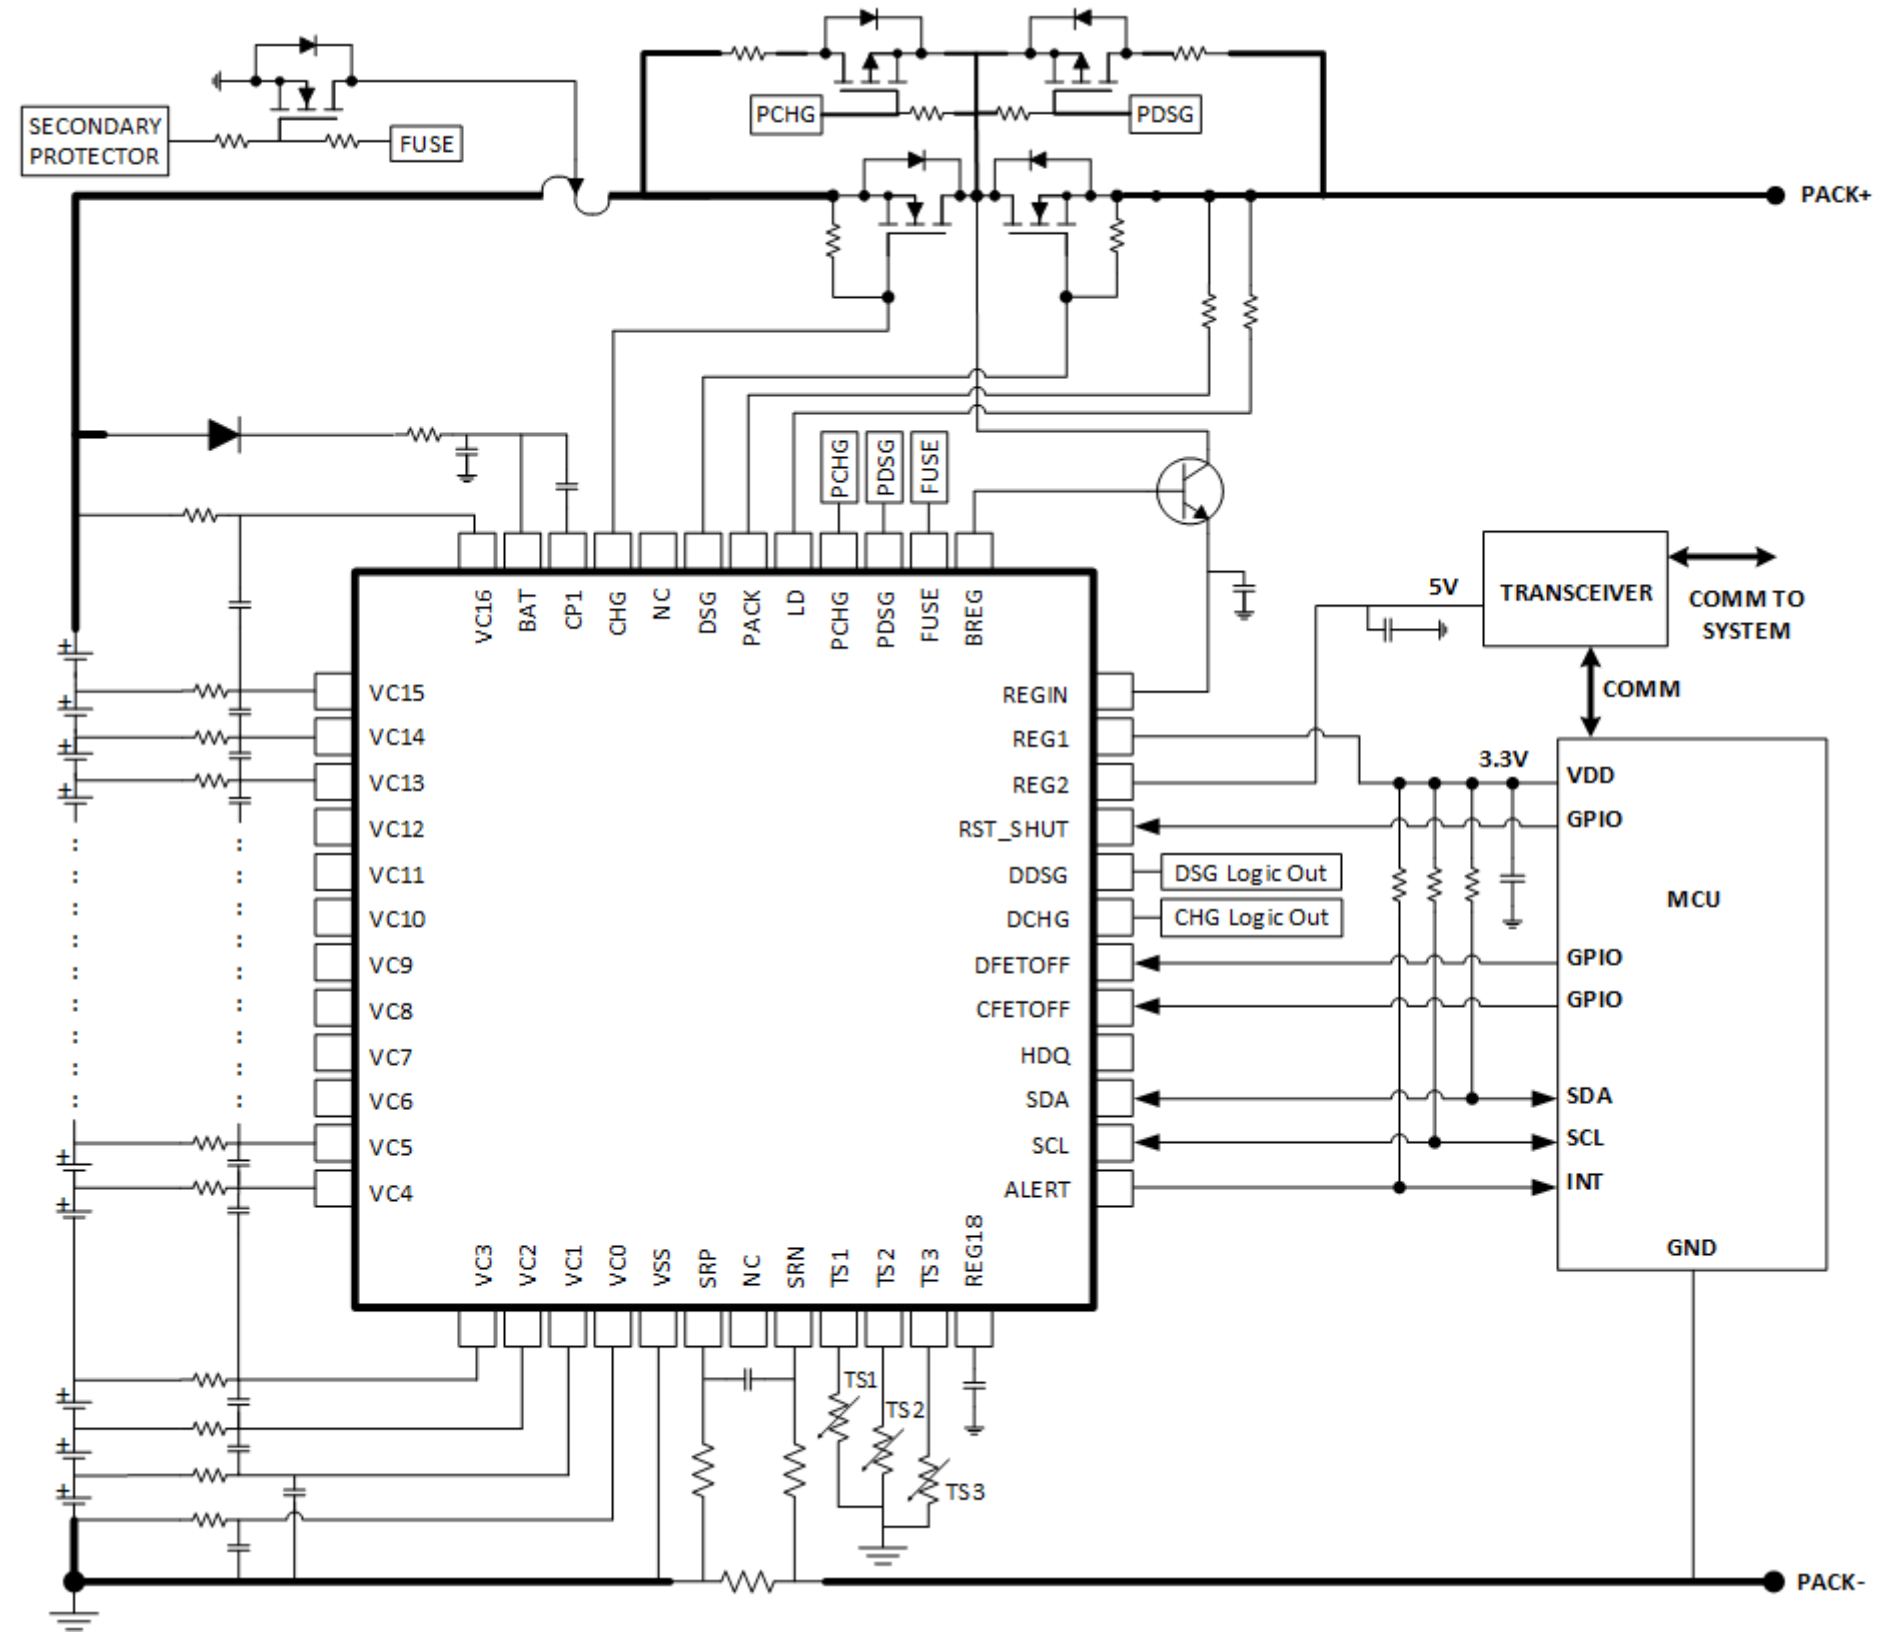 SECONDARY
PROTECTOR
FUSE
PCHG
PDSG
PACK+
PCHG
PDSG
FUSE
VC16
BAT
CP1
CHG
NC
DSG
PACK
LD
PCHG
PDSG
FUSE
BREG
5V
TRANSCEIVER
COMM TO
SYSTEM
COMM
+
+
+
+
VC15
VC14
VC13
VC12
VC11
VC10
VC9
VC8
VC7
VC6
VC5
VC4
REGIN
REG1
REG2
RST_SHUT
DDSG
DCHG
DFETOFF
CFETOFF
HDQ
SDA
SCL
ALERT
DSG Logic Out
CHG Logic Out
3.3V
VDD
GPIO
MCU
GPIO
GPIO
SDA
SCL
INT
GND
+
+
VC3
VC2
VC1
VC0
VSS
SRP
NC
SRN
TS1
TS2
TS3
REG18
+
+
+
TS1
TS2
TS3
PACK-